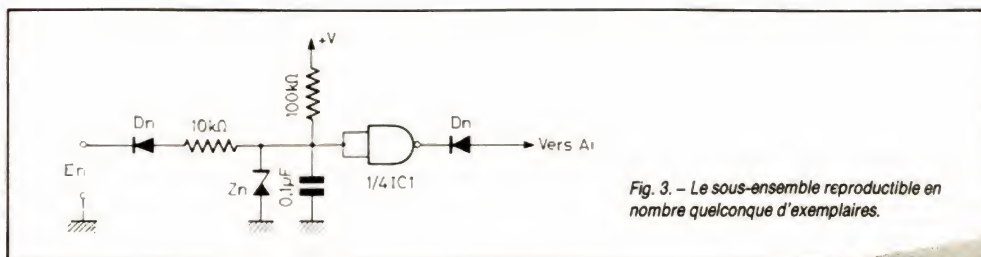 +V
100kΩ
Dn
10kΩ
Dn
Vers Ai
En
Zn
0,1µF
1/4 IC1
Fig. 3. – Le sous-ensemble reproductible en
nombre quelconque d'exemplaires.